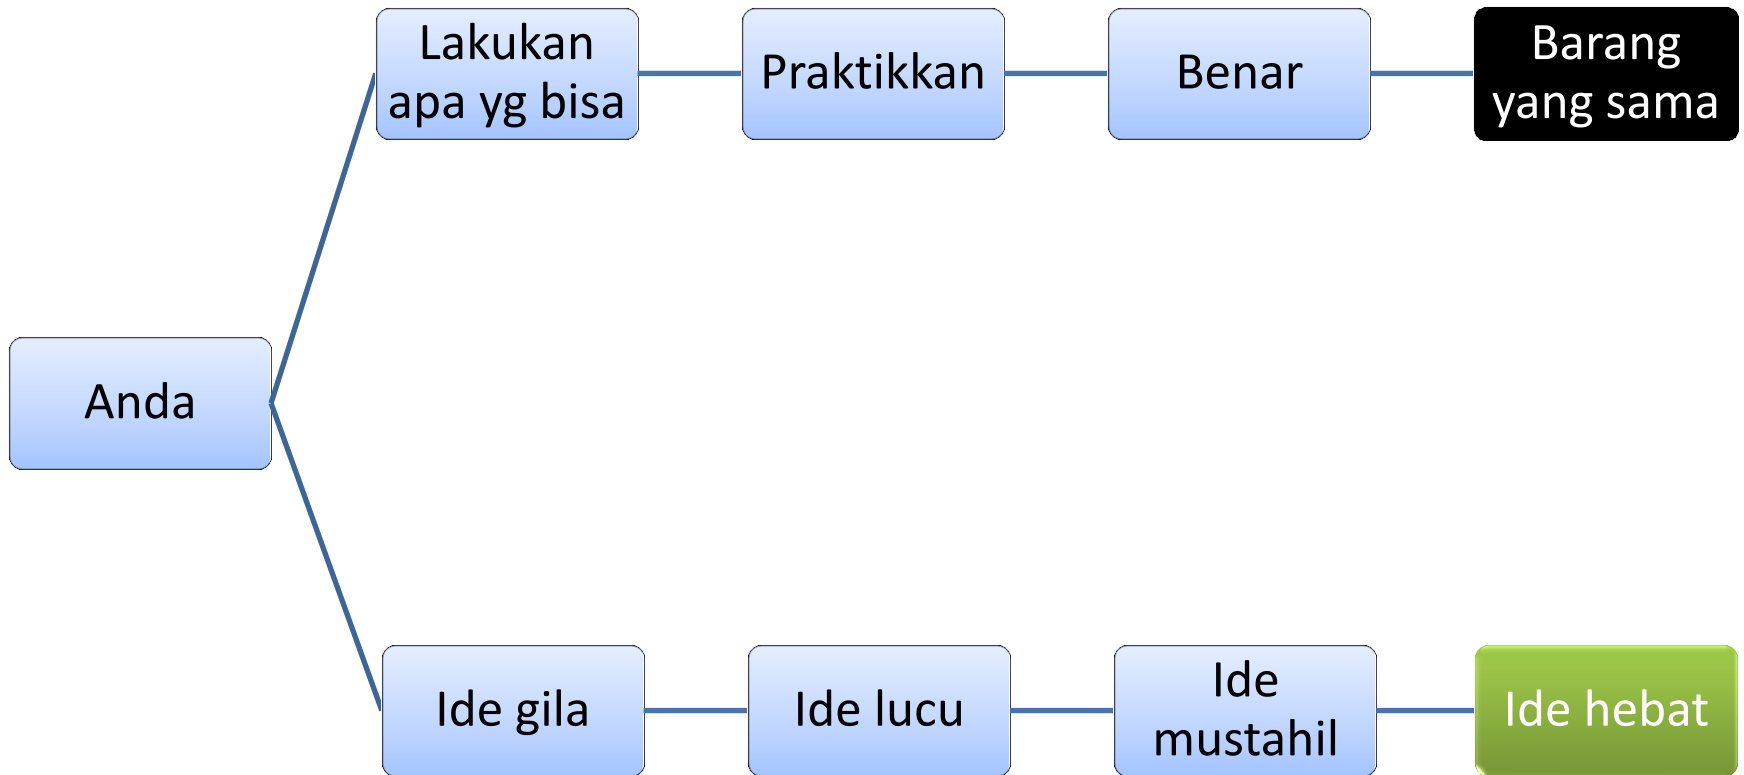 Lakukan
apa yg bisa
Praktikkan
Benar
Barang
yang sama
Anda
Ide gila
Ide lucu
Ide
mustahil
Ide hebat